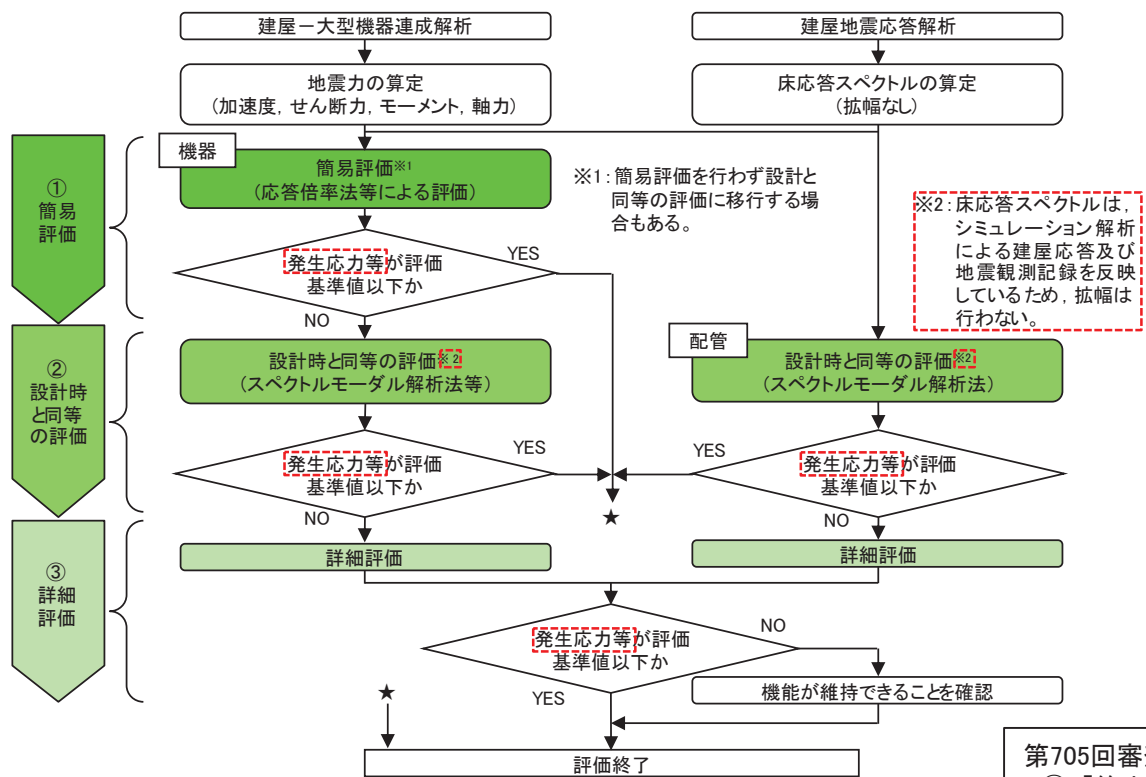 建屋－大型機器連成解析
建屋地震応答解析
地震力の算定
(加速度, せん断力, モーメント, 軸力)
床応答スペクトルの算定
(拡幅なし)
①
簡易
評価
機器
簡易評価※1
(応答倍率法等による評価)
※1:簡易評価を行わず設計と
同等の評価に移行する場
合もある。
※2:床応答スペクトルは,
シミュレーション解析
による建屋応答及び
地震観測記録を反映
しているため, 拡幅は
行わない。
発生応力等が評価
基準値以下か
YES
NO
②
設計時
と同等
の評価
設計時と同等の評価※2
(スペクトルモーダル解析法等)
配管
設計時と同等の評価※2
(スペクトルモーダル解析法)
発生応力等が評価
基準値以下か
YES
NO
★
YES
発生応力等が評価
基準値以下か
NO
③
詳細
評価
詳細評価
詳細評価
発生応力等が評価
基準値以下か
NO
YES
機能が維持できることを確認
★
評価終了
第705回審